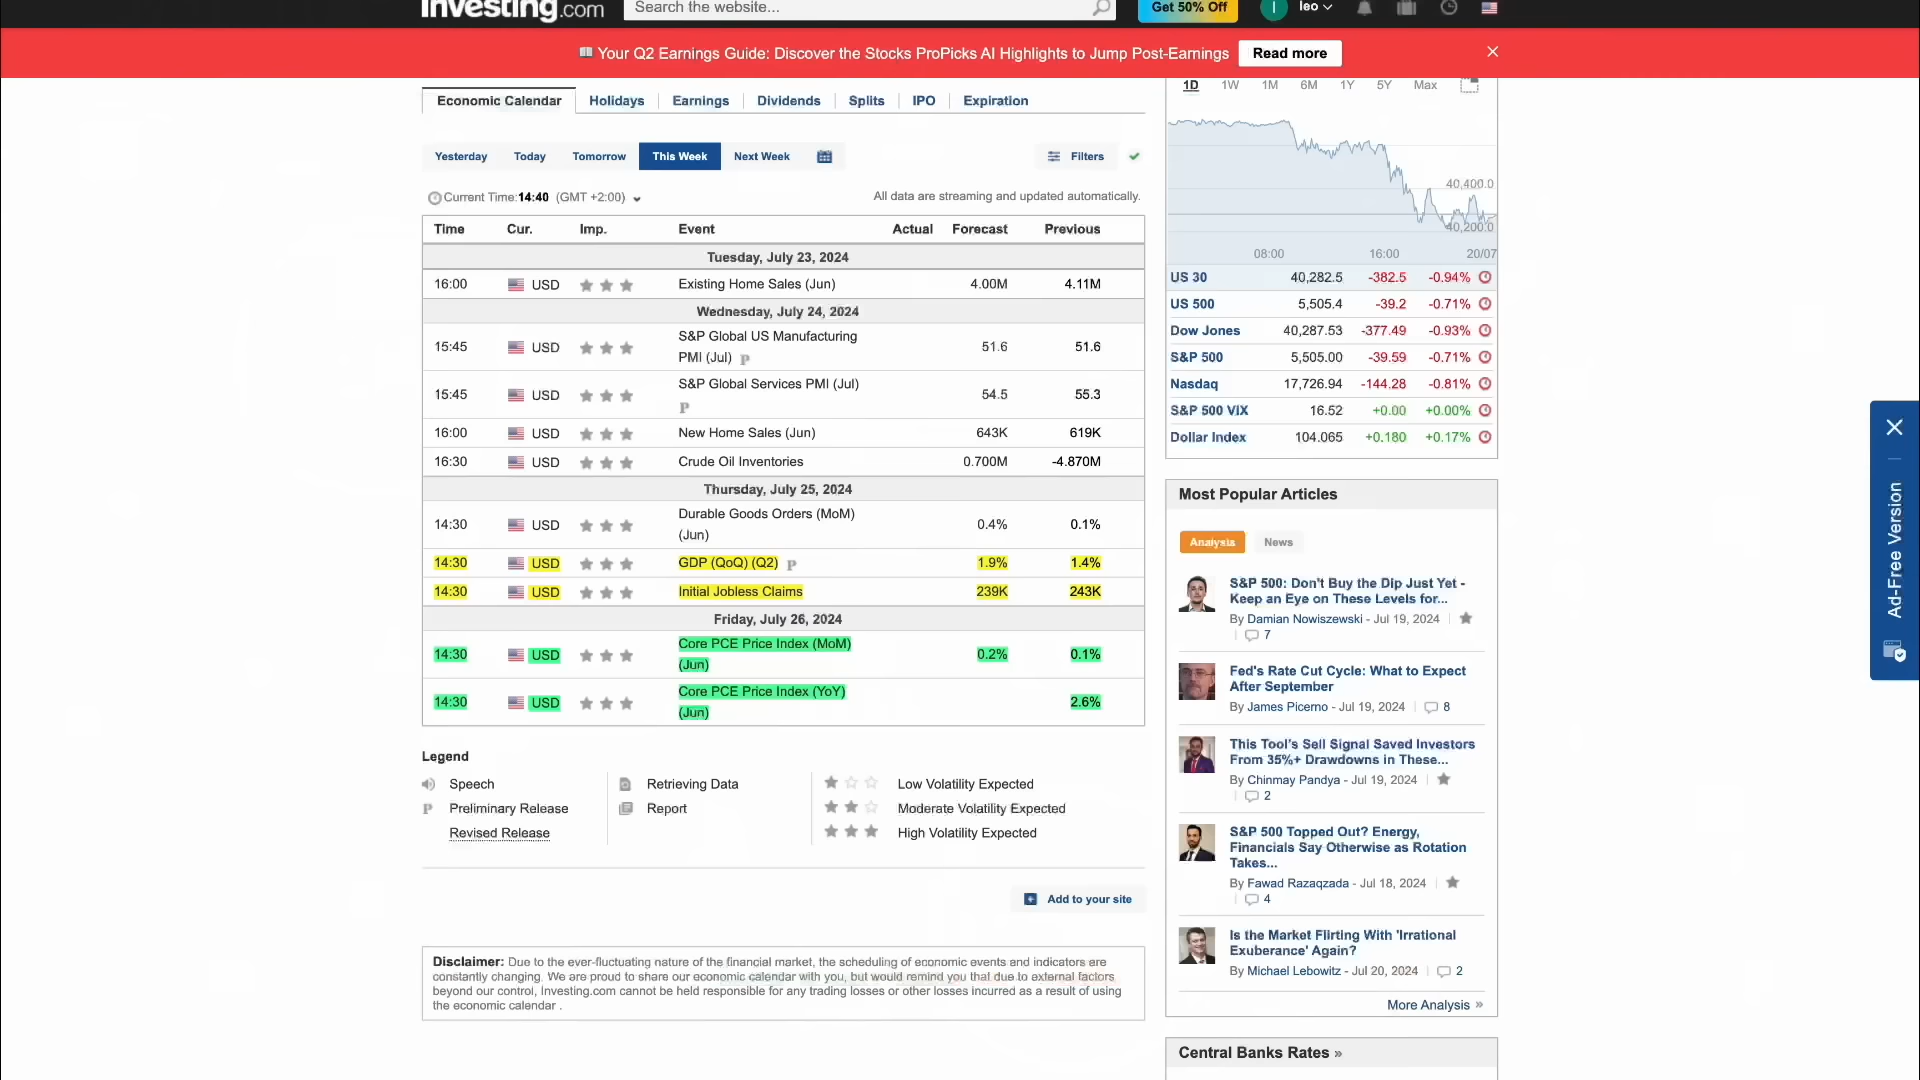 Investing.com
Search the website...
Get 50% Off
l
leo
Your Q2 Earnings Guide: Discover the Stocks ProPicks AI Highlights to Jump Post-Earnings
Read more
Economic Calendar Holidays Earnings Dividends Splits IPO Expiration
Yesterday Today Tomorrow This Week Next Week
Filters
Current Time:14:40 (GMT +2:00)
All data are streaming and updated automatically.
Time Cur. Imp. Event Actual Forecast Previous
Tuesday, July 23, 2024
16:00 USD Existing Home Sales (Jun) 4.00M 4.11M
Wednesday, July 24, 2024
15:45 USD S&P Global US Manufacturing
PMI (Jul) P 51.6 51.6
15:45 USD S&P Global Services PMI (Jul)
P 54.5 55.3
16:00 USD New Home Sales (Jun) 643K 619K
16:30 USD Crude Oil Inventories 0.700M -4.870M
Thursday, July 25, 2024
14:30 USD Durable Goods Orders (MoM)
(Jun) 0.4% 0.1%
14:30 USD GDP (QoQ) (Q2) P 1.9% 1.4%
14:30 USD Initial Jobless Claims 239K 243K
Friday, July 26, 2024
14:30 USD Core PCE Price Index (MoM)
(Jun) 0.2% 0.1%
14:30 USD Core PCE Price Index (YoY)
(Jun) 2.6%
Legend
Speech
P Preliminary Release
Revised Release
Retrieving Data
Report
Low Volatility Expected
Moderate Volatility Expected
High Volatility Expected
Add to your site
Disclaimer: Due to the ever-fluctuating nature of the financial market, the scheduling of economic events and indicators are
constantly changing. We are proud to share our economic calendar with you, but would remind you that due to external factors
beyond our control, Investing.com cannot be held responsible for any trading losses or other losses incurred as a result of using
the economic calendar .
1D 1W 1M 6M 1Y 5Y Max
40,400.0
40,200.0
08:00 16:00 20/07
US 30 40,282.5 -382.5 -0.94%
US 500 5,505.4 -39.2 -0.71%
Dow Jones 40,287.53 -377.49 -0.93%
S&P 500 5,505.00 -39.59 -0.71%
Nasdaq 17,726.94 -144.28 -0.81%
S&P 500 VIX 16.52 +0.00 +0.00%
Dollar Index 104.065 +0.180 +0.17%
Most Popular Articles
Analysis News
S&P 500: Don't Buy the Dip Just Yet -
Keep an Eye on These Levels for...
By Damian Nowiszewski - Jul 19, 2024
7
Fed's Rate Cut Cycle: What to Expect
After September
By James Picerno - Jul 19, 2024 8
This Tool's Sell Signal Saved Investors
From 35%+ Drawdowns in These...
By Chinmay Pandya - Jul 19, 2024
2
S&P 500 Topped Out? Energy,
Financials Say Otherwise as Rotation
Takes...
By Fawad Razaqzada - Jul 18, 2024
4
Is the Market Flirting With 'Irrational
Exuberance' Again?
By Michael Lebowitz - Jul 20, 2024 2
More Analysis »
Central Banks Rates »
Ad-Free Version